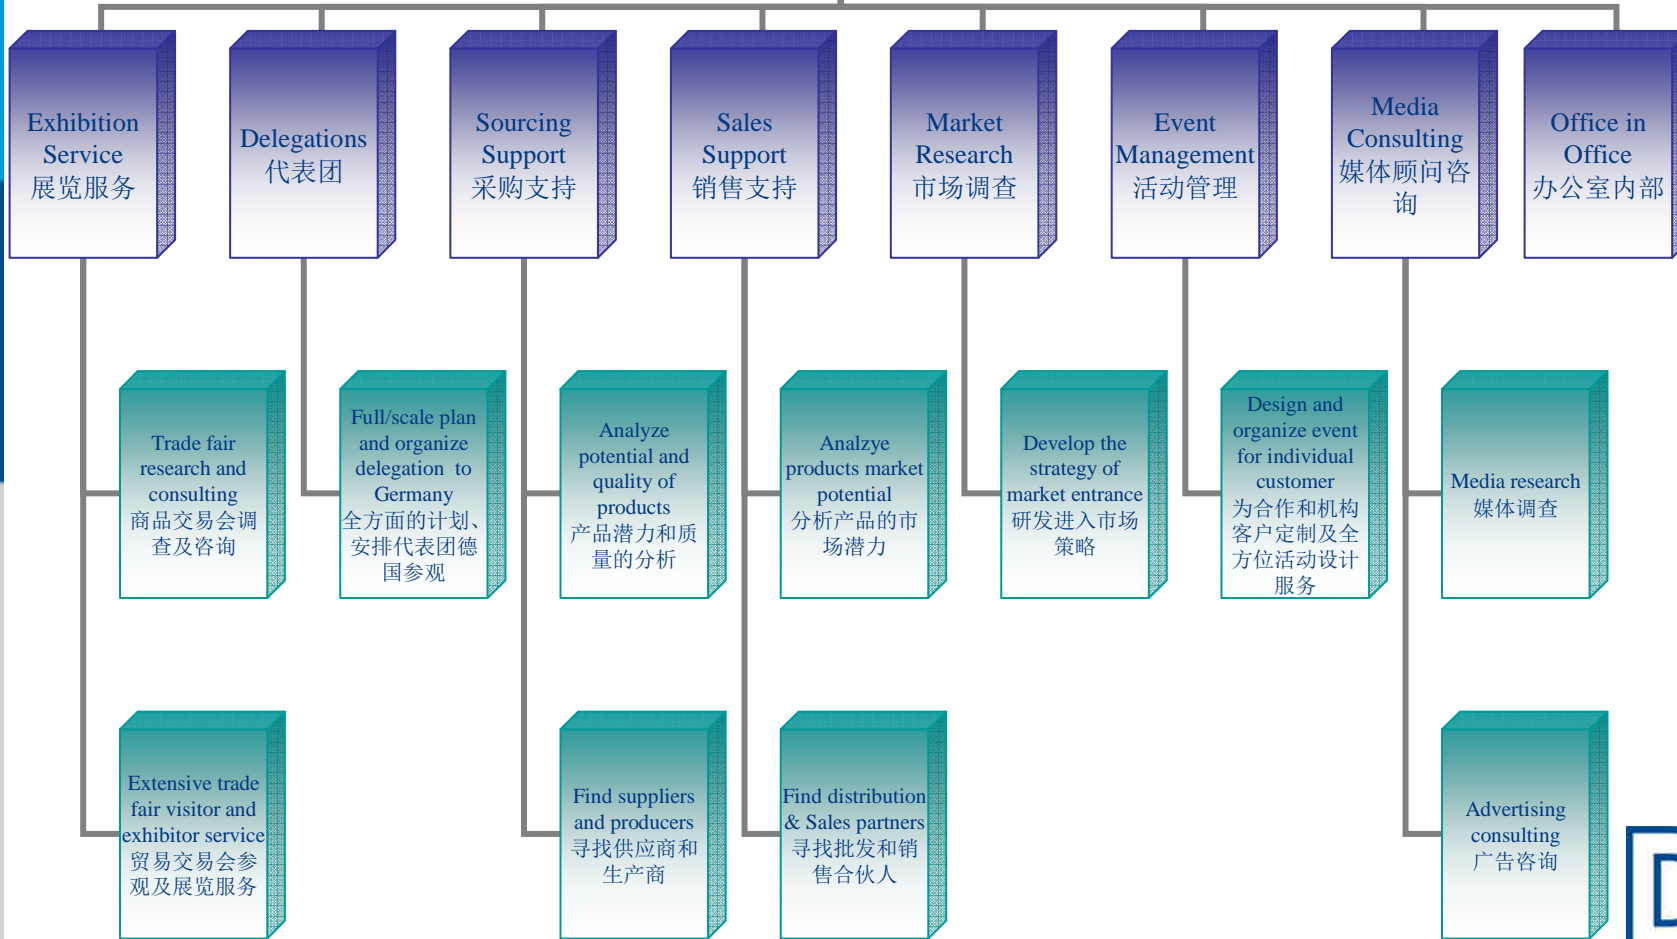 Exhibition
Service
展览服务
Delegations
代表团
Sourcing
Support
采购支持
Sales
Support
销售支持
Market
Research
市场调查
Event
Management
活动管理
Media
Consulting
媒体顾问咨
询
Office in
Office
办公室内部
Trade fair
research and
consulting
商品交易会调
查及咨询
Full/scale plan
and organize
delegation to
Germany
全方面的计划、
安排代表团德
国参观
Analyze
potential and
quality of
products
产品潜力和质
量的分析
Analzye
products market
potential
分析产品的市
场潜力
Develop the
strategy of
market entrance
研发进入市场
策略
Design and
organize event
for individual
customer
为合作和机构
客户定制及全
方位活动设计
服务
Media research
媒体调查
Extensive trade
fair visitor and
exhibitor service
贸易交易会参
观及展览服务
Find suppliers
and producers
寻找供应商和
生产商
Find distribution
& Sales partners
寻找批发和销
售合伙人
Advertising
consulting
广告咨询
D